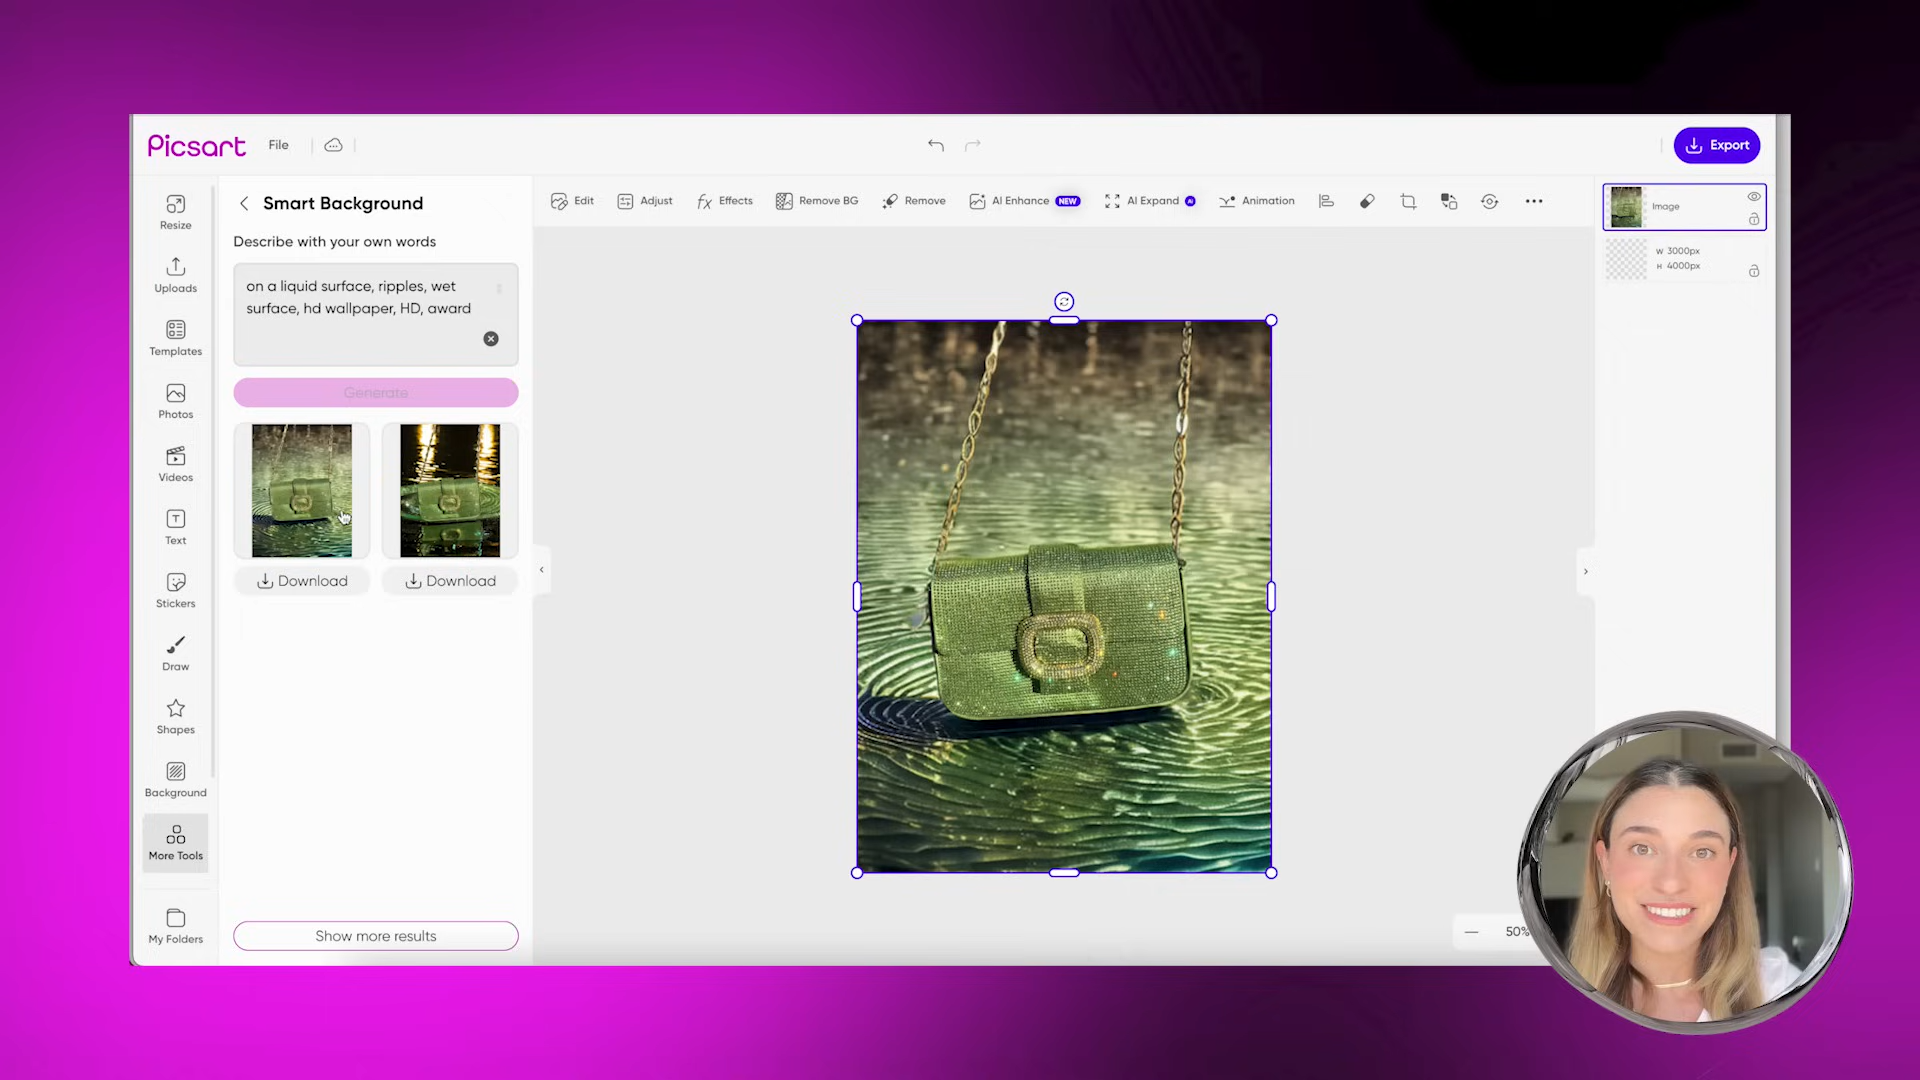 Picsart
File
Export
Resize
Uploads
Templates
Photos
Videos
Text
Stickers
Draw
Shapes
Background
More Tools
My Folders
Smart Background
Describe with your own words
on a liquid surface, ripples, wet
surface, hd wallpaper, HD, award
Generate
Download
Download
Show more results
Edit
Adjust
fx Effects
Remove BG
Remove
AI Enhance NEW
AI Expand AI
Animation
Image
W 3000px
H 4000px
50%